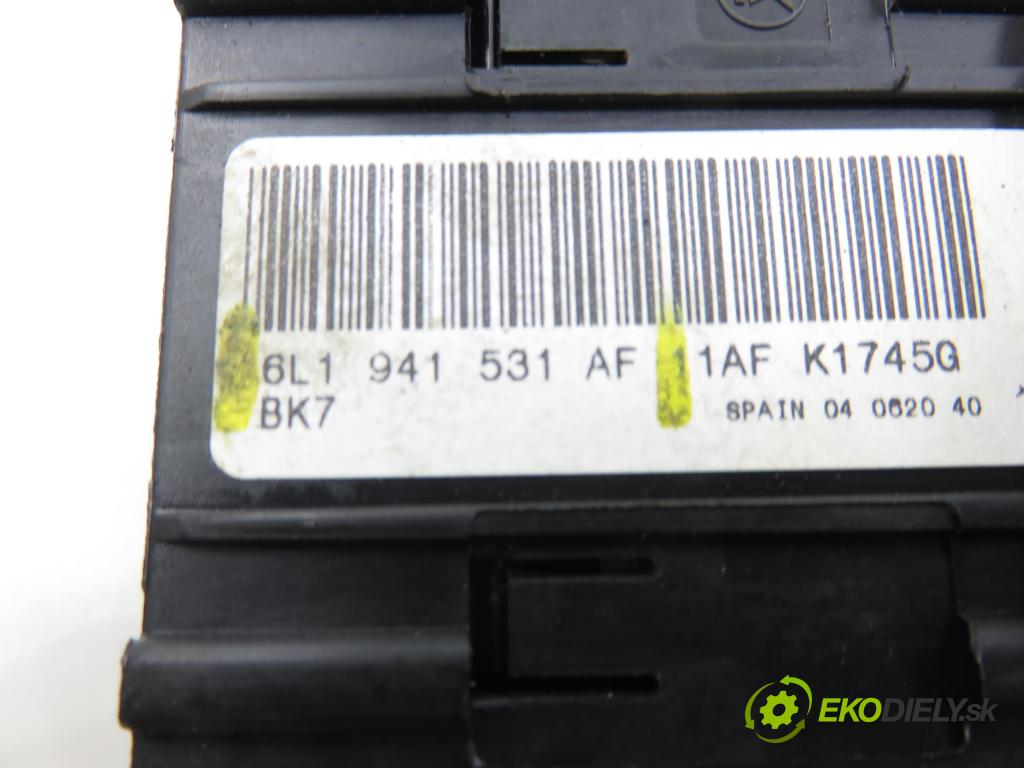 6L1 941 531 AF 11AF K1745G
BK7 SPAIN 04 0620 40
EKODIELY.sk